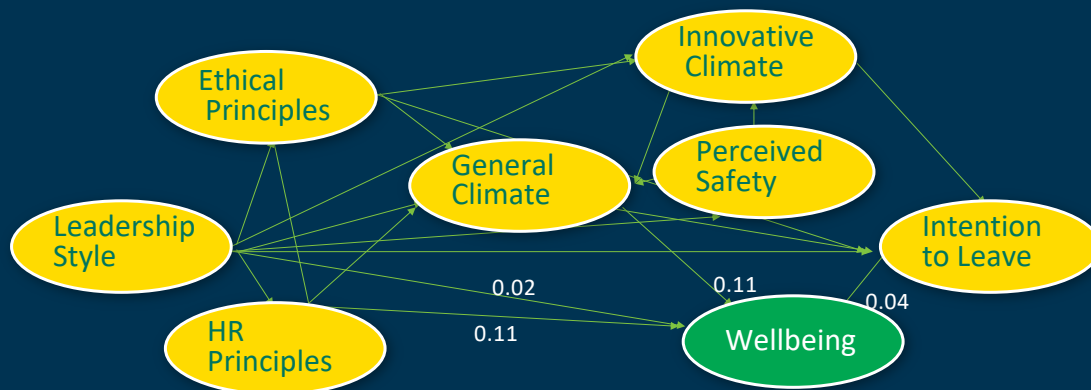 Innovative
Climate
Ethical
Principles
General
Climate
Perceived
Safety
Leadership
Style
Intention
to Leave
0.02
0.11
0.04
0.11
HR
Principles
Wellbeing